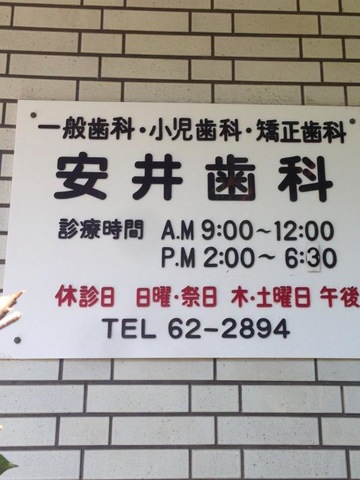 一般歯科・小児歯科・矯正歯科
安井歯科
診療時間 A.M 9:00～12:00
P.M 2:00～ 6:30
休診日 日曜・祭日 木・土曜日 午後
TEL 62-2894